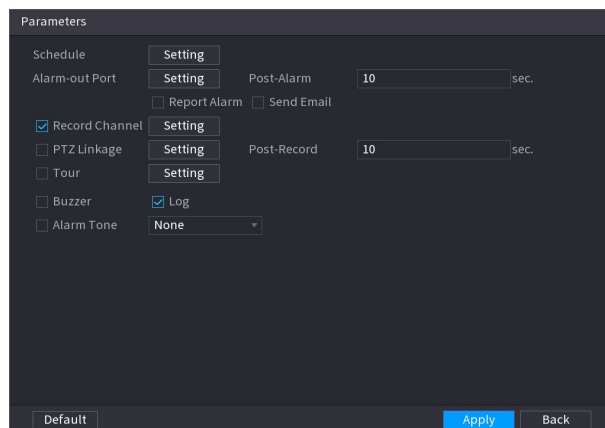 Parameters
Schedule Setting
Alarm-out Port Setting Post-Alarm 10 sec.
Report Alarm Send Email
Record Channel Setting
PTZ Linkage Setting Post-Record 10 sec.
Tour Setting
Buzzer Log
Alarm Tone None
Default Apply Back